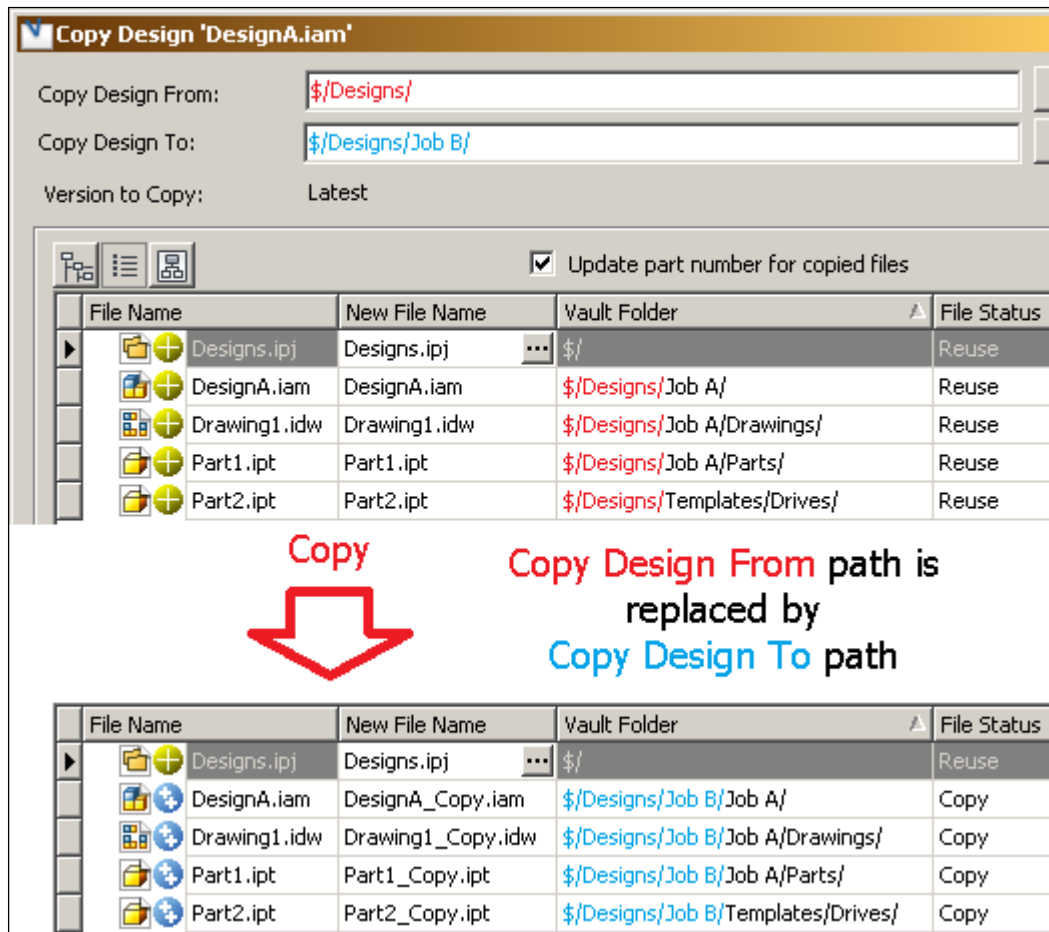 Copy Design 'DesignA.iam'
Copy Design From: $/Designs/
Copy Design To: $/Designs/Job B/
Version to Copy: Latest
Update part number for copied files
File Name New File Name Vault Folder File Status
Designs.ipj Designs.ipj ... $/ Reuse
DesignA.iam DesignA.iam $/Designs/Job A/ Reuse
Drawing1.idw Drawing1.idw $/Designs/Job A/Drawings/ Reuse
Part1.ipt Part1.ipt $/Designs/Job A/Parts/ Reuse
Part2.ipt Part2.ipt $/Designs/Templates/Drives/ Reuse
Copy
Copy Design From path is
replaced by
Copy Design To path
File Name New File Name Vault Folder File Status
Designs.ipj Designs.ipj ... $/ Reuse
DesignA.iam DesignA_Copy.iam $/Designs/Job B/Job A/ Copy
Drawing1.idw Drawing1_Copy.idw $/Designs/Job B/Job A/Drawings/ Copy
Part1.ipt Part1_Copy.ipt $/Designs/Job B/Job A/Parts/ Copy
Part2.ipt Part2_Copy.ipt $/Designs/Job B/Templates/Drives/ Copy